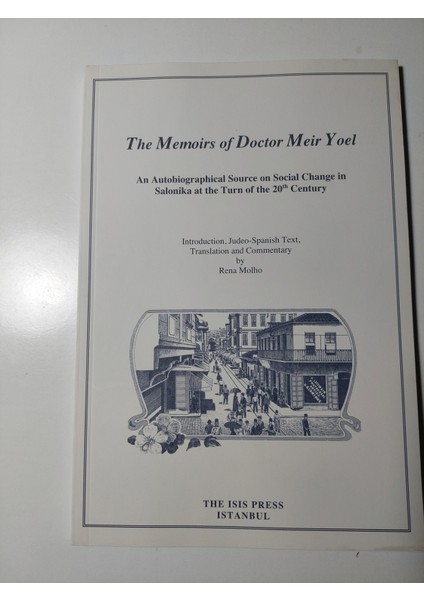 The Memoirs of Doctor Meir Yoel
An Autobiographical Source on Social Change in
Salonika at the Turn of the 20th Century
Introduction, Judeo-Spanish Text,
Translation and Commentary
by
Rena Molho
THE ISIS PRESS
ISTANBUL